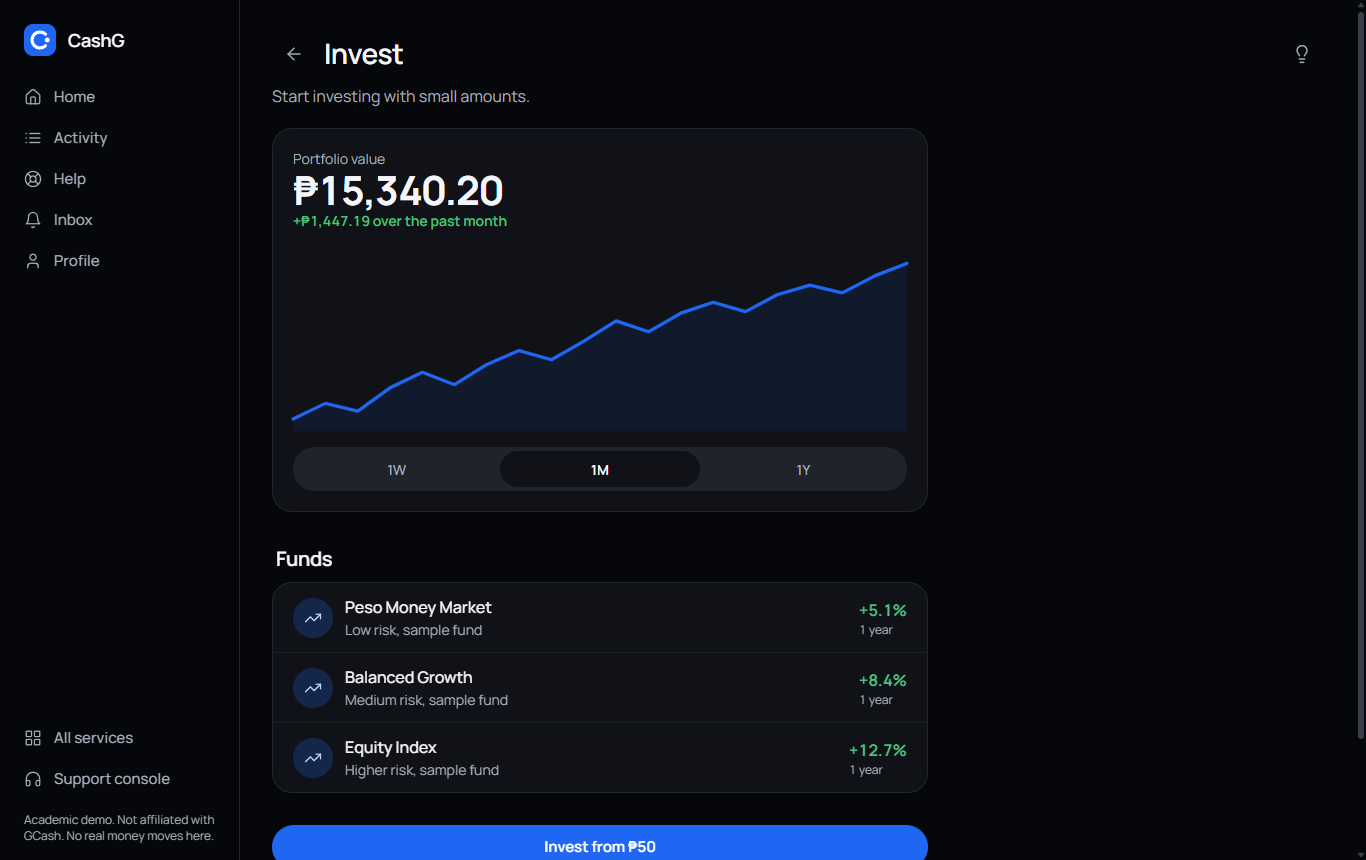 CashG
Home
Activity
Help
Inbox
Profile
All services
Support console
Academic demo. Not affiliated with
GCash. No real money moves here.
Invest
Start investing with small amounts.
Portfolio value
₱15,340.20
+₱1,447.19 over the past month
1W
1M
1Y
Funds
Peso Money Market
Low risk, sample fund
+5.1%
1 year
Balanced Growth
Medium risk, sample fund
+8.4%
1 year
Equity Index
Higher risk, sample fund
+12.7%
1 year
Invest from ₱50